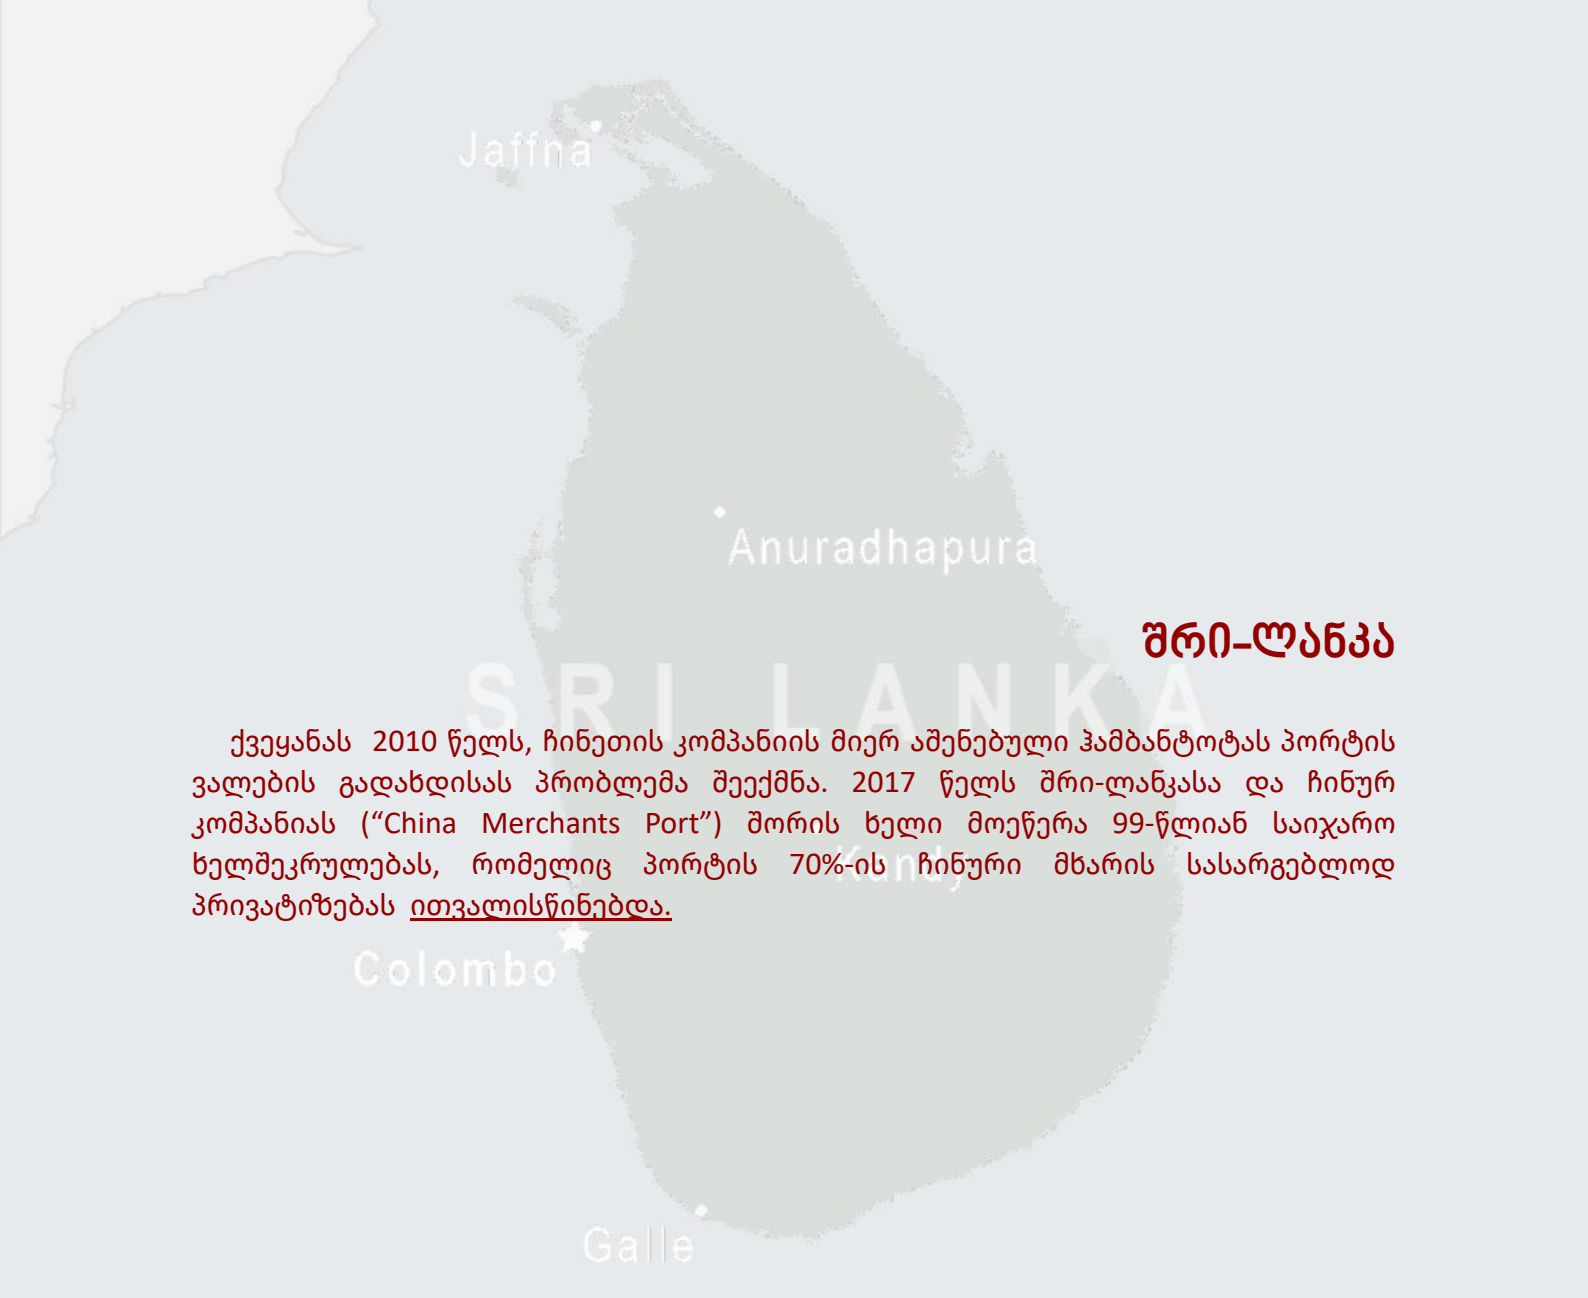 Jaffna
Anuradhapura
შრი-ლანკა
SRI LANKA
ქვეყანას 2010 წელს, ჩინეთის კომპანიის მიერ აშენებული ჰამბანტოტას პორტის
ვალების გადახდისას პრობლემა შეექმნა. 2017 წელს შრი-ლანკასა და ჩინურ
კომპანიას (“China Merchants Port”) შორის ხელი მოეწერა 99-წლიან საიჯარო
ხელშეკრულებას, რომელიც პორტის 70%-ის ჩინური მხარის სასარგებლოდ
Kandy
პრივატიზებას ითვალისწინებდა.
Colombo
Galle